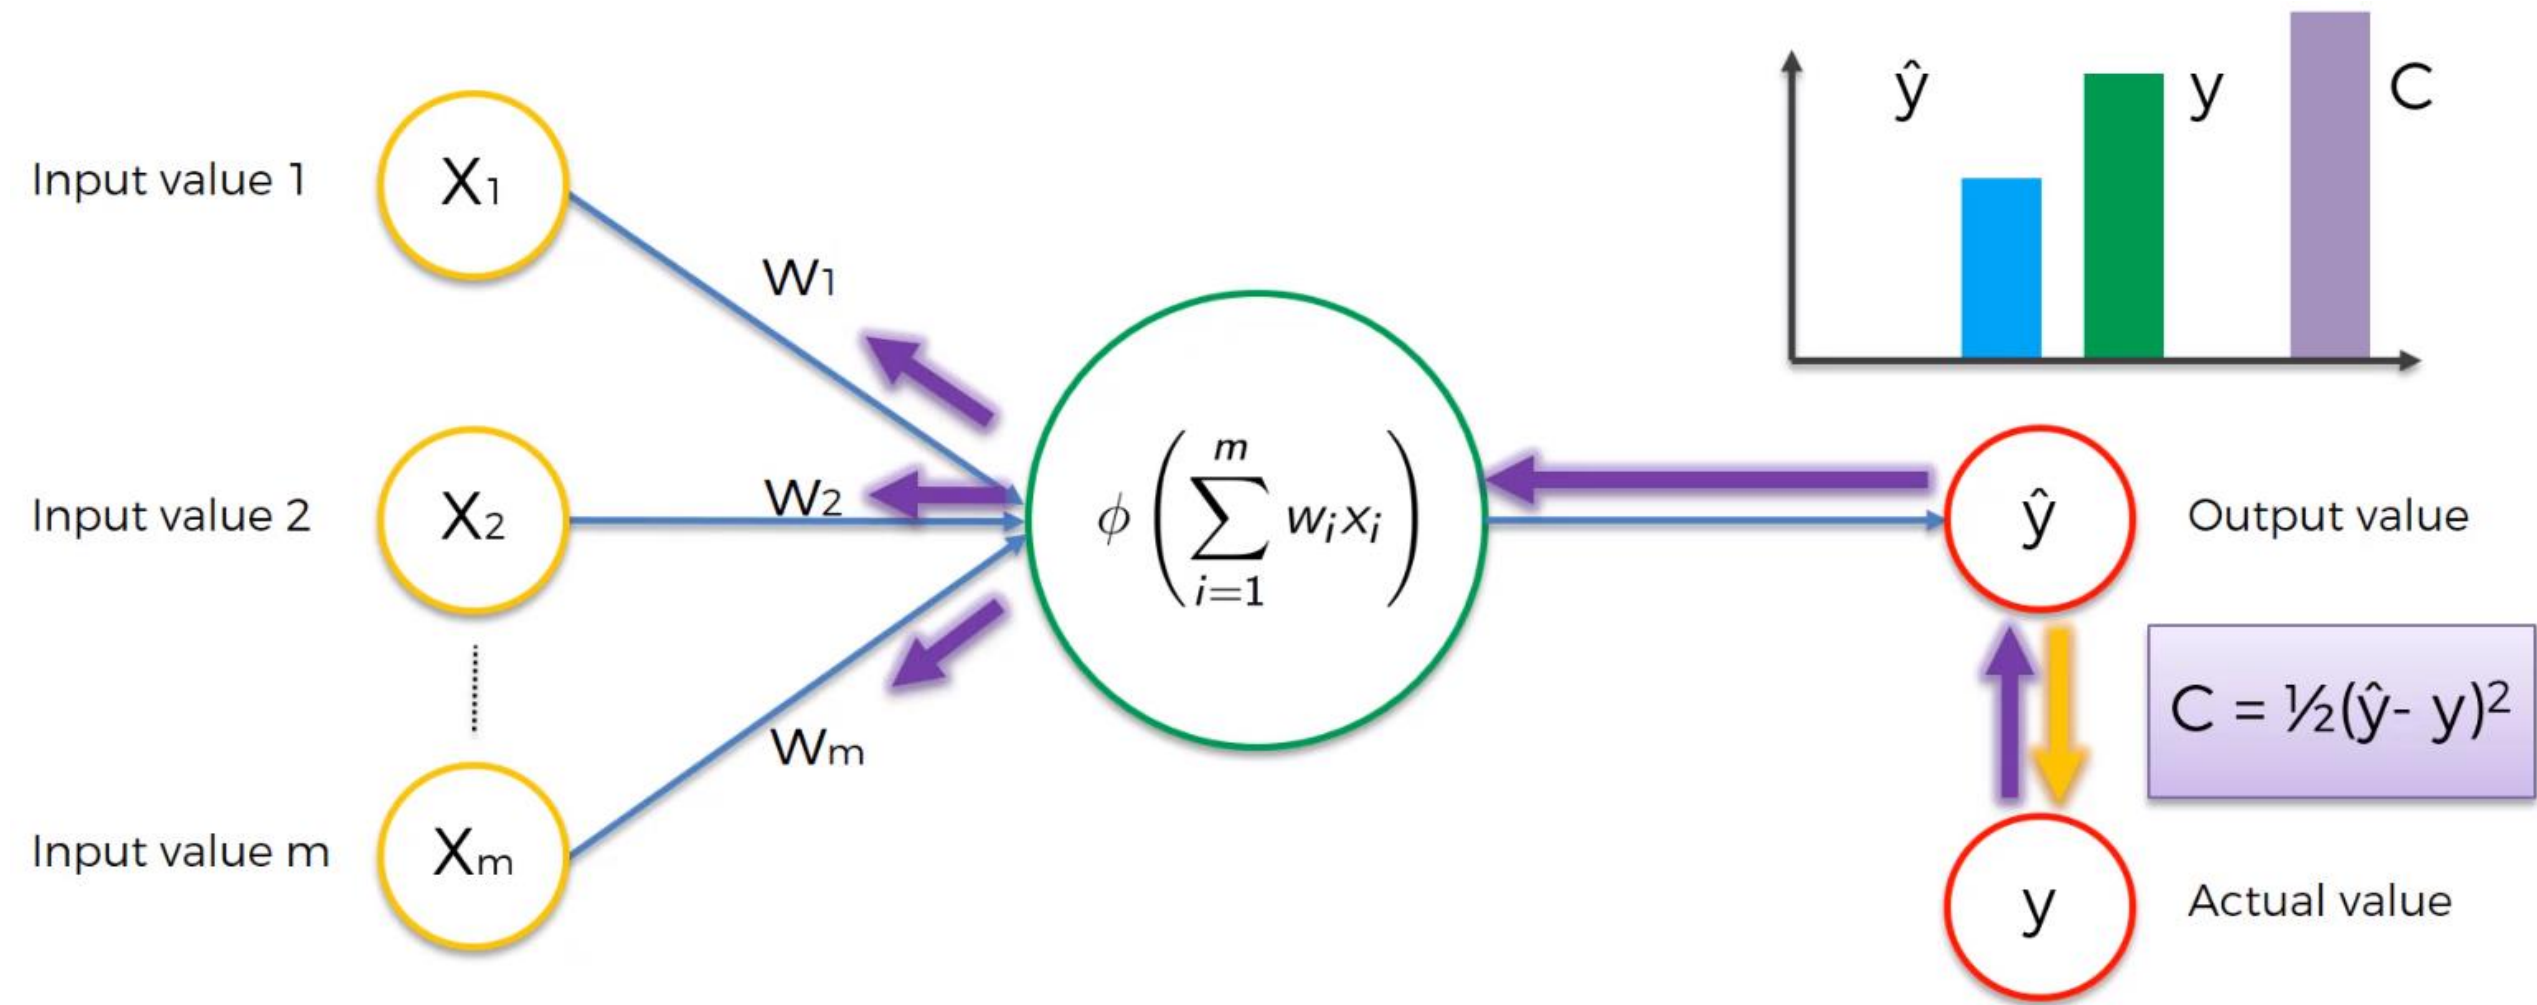 ŷ
y
C
Input value 1
X₁
W₁
Input value 2
X₂
W₂
ϕ(∑_{i=1}^{m} wᵢxᵢ)
ŷ
Output value
C = ½(ŷ- y)²
Wm
Input value m
Xm
y
Actual value